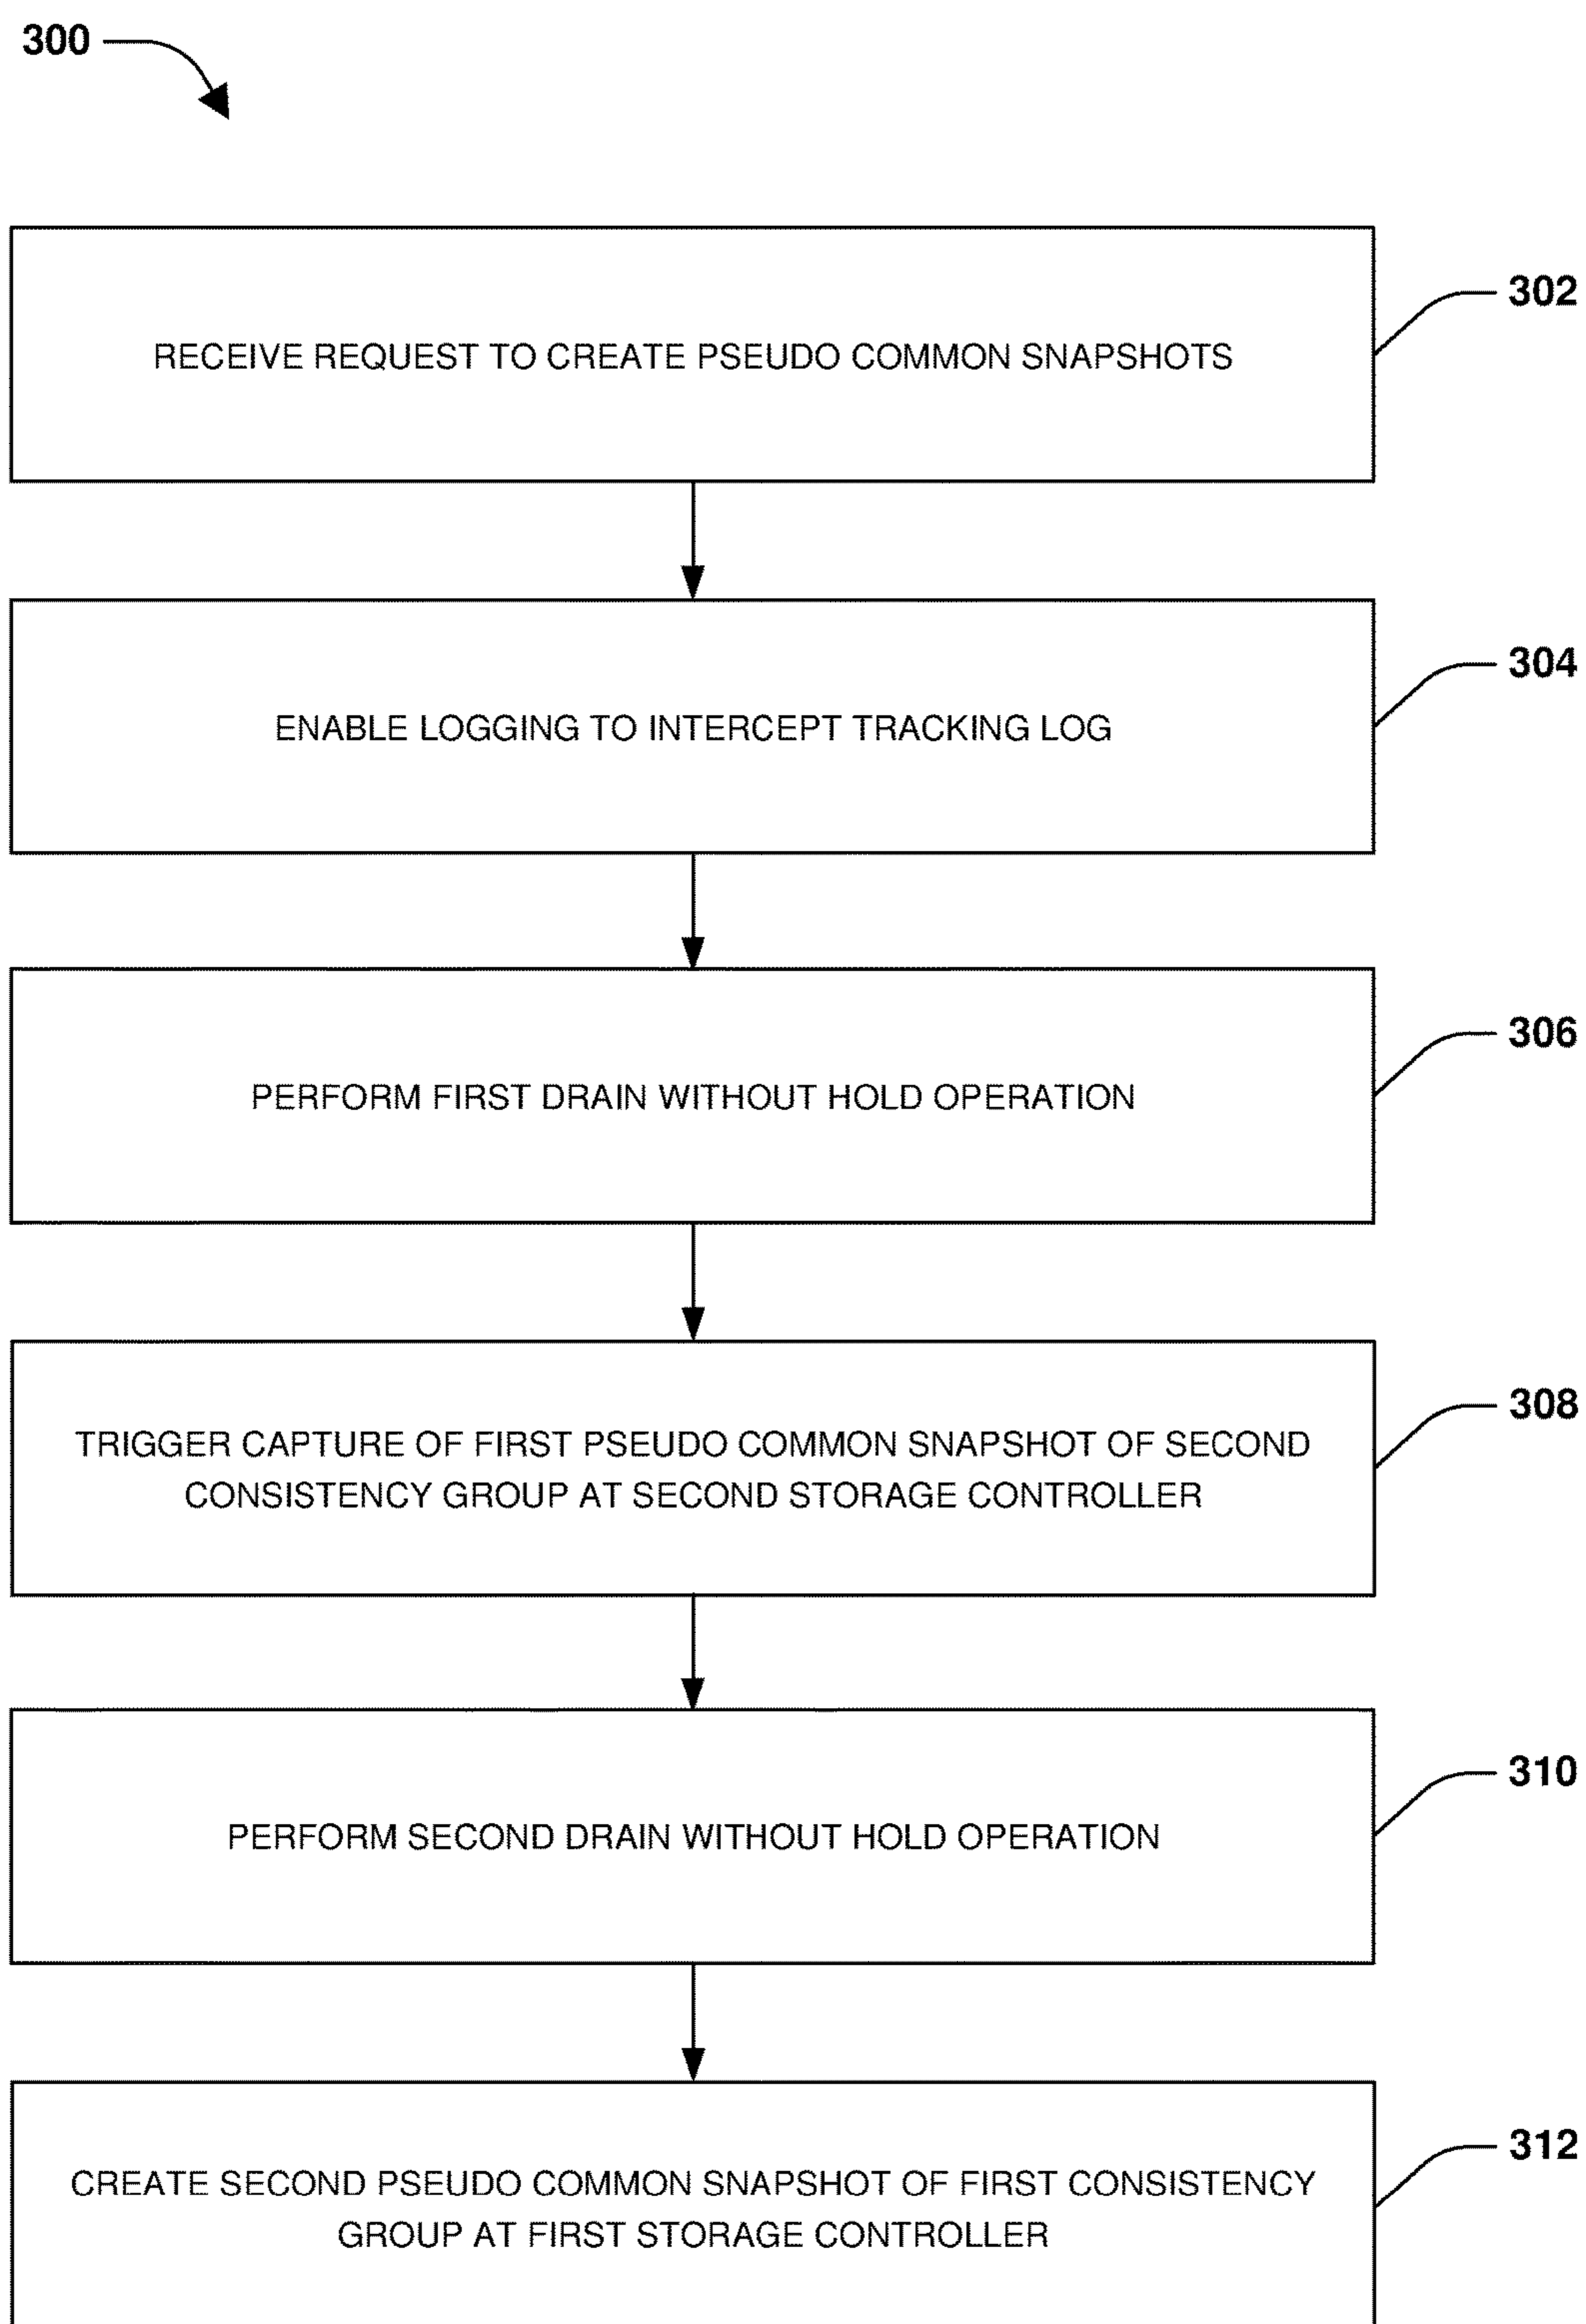 300
RECEIVE REQUEST TO CREATE PSEUDO COMMON SNAPSHOTS
302
ENABLE LOGGING TO INTERCEPT TRACKING LOG
304
PERFORM FIRST DRAIN WITHOUT HOLD OPERATION
306
TRIGGER CAPTURE OF FIRST PSEUDO COMMON SNAPSHOT OF SECOND
CONSISTENCY GROUP AT SECOND STORAGE CONTROLLER
308
PERFORM SECOND DRAIN WITHOUT HOLD OPERATION
310
CREATE SECOND PSEUDO COMMON SNAPSHOT OF FIRST CONSISTENCY
GROUP AT FIRST STORAGE CONTROLLER
312